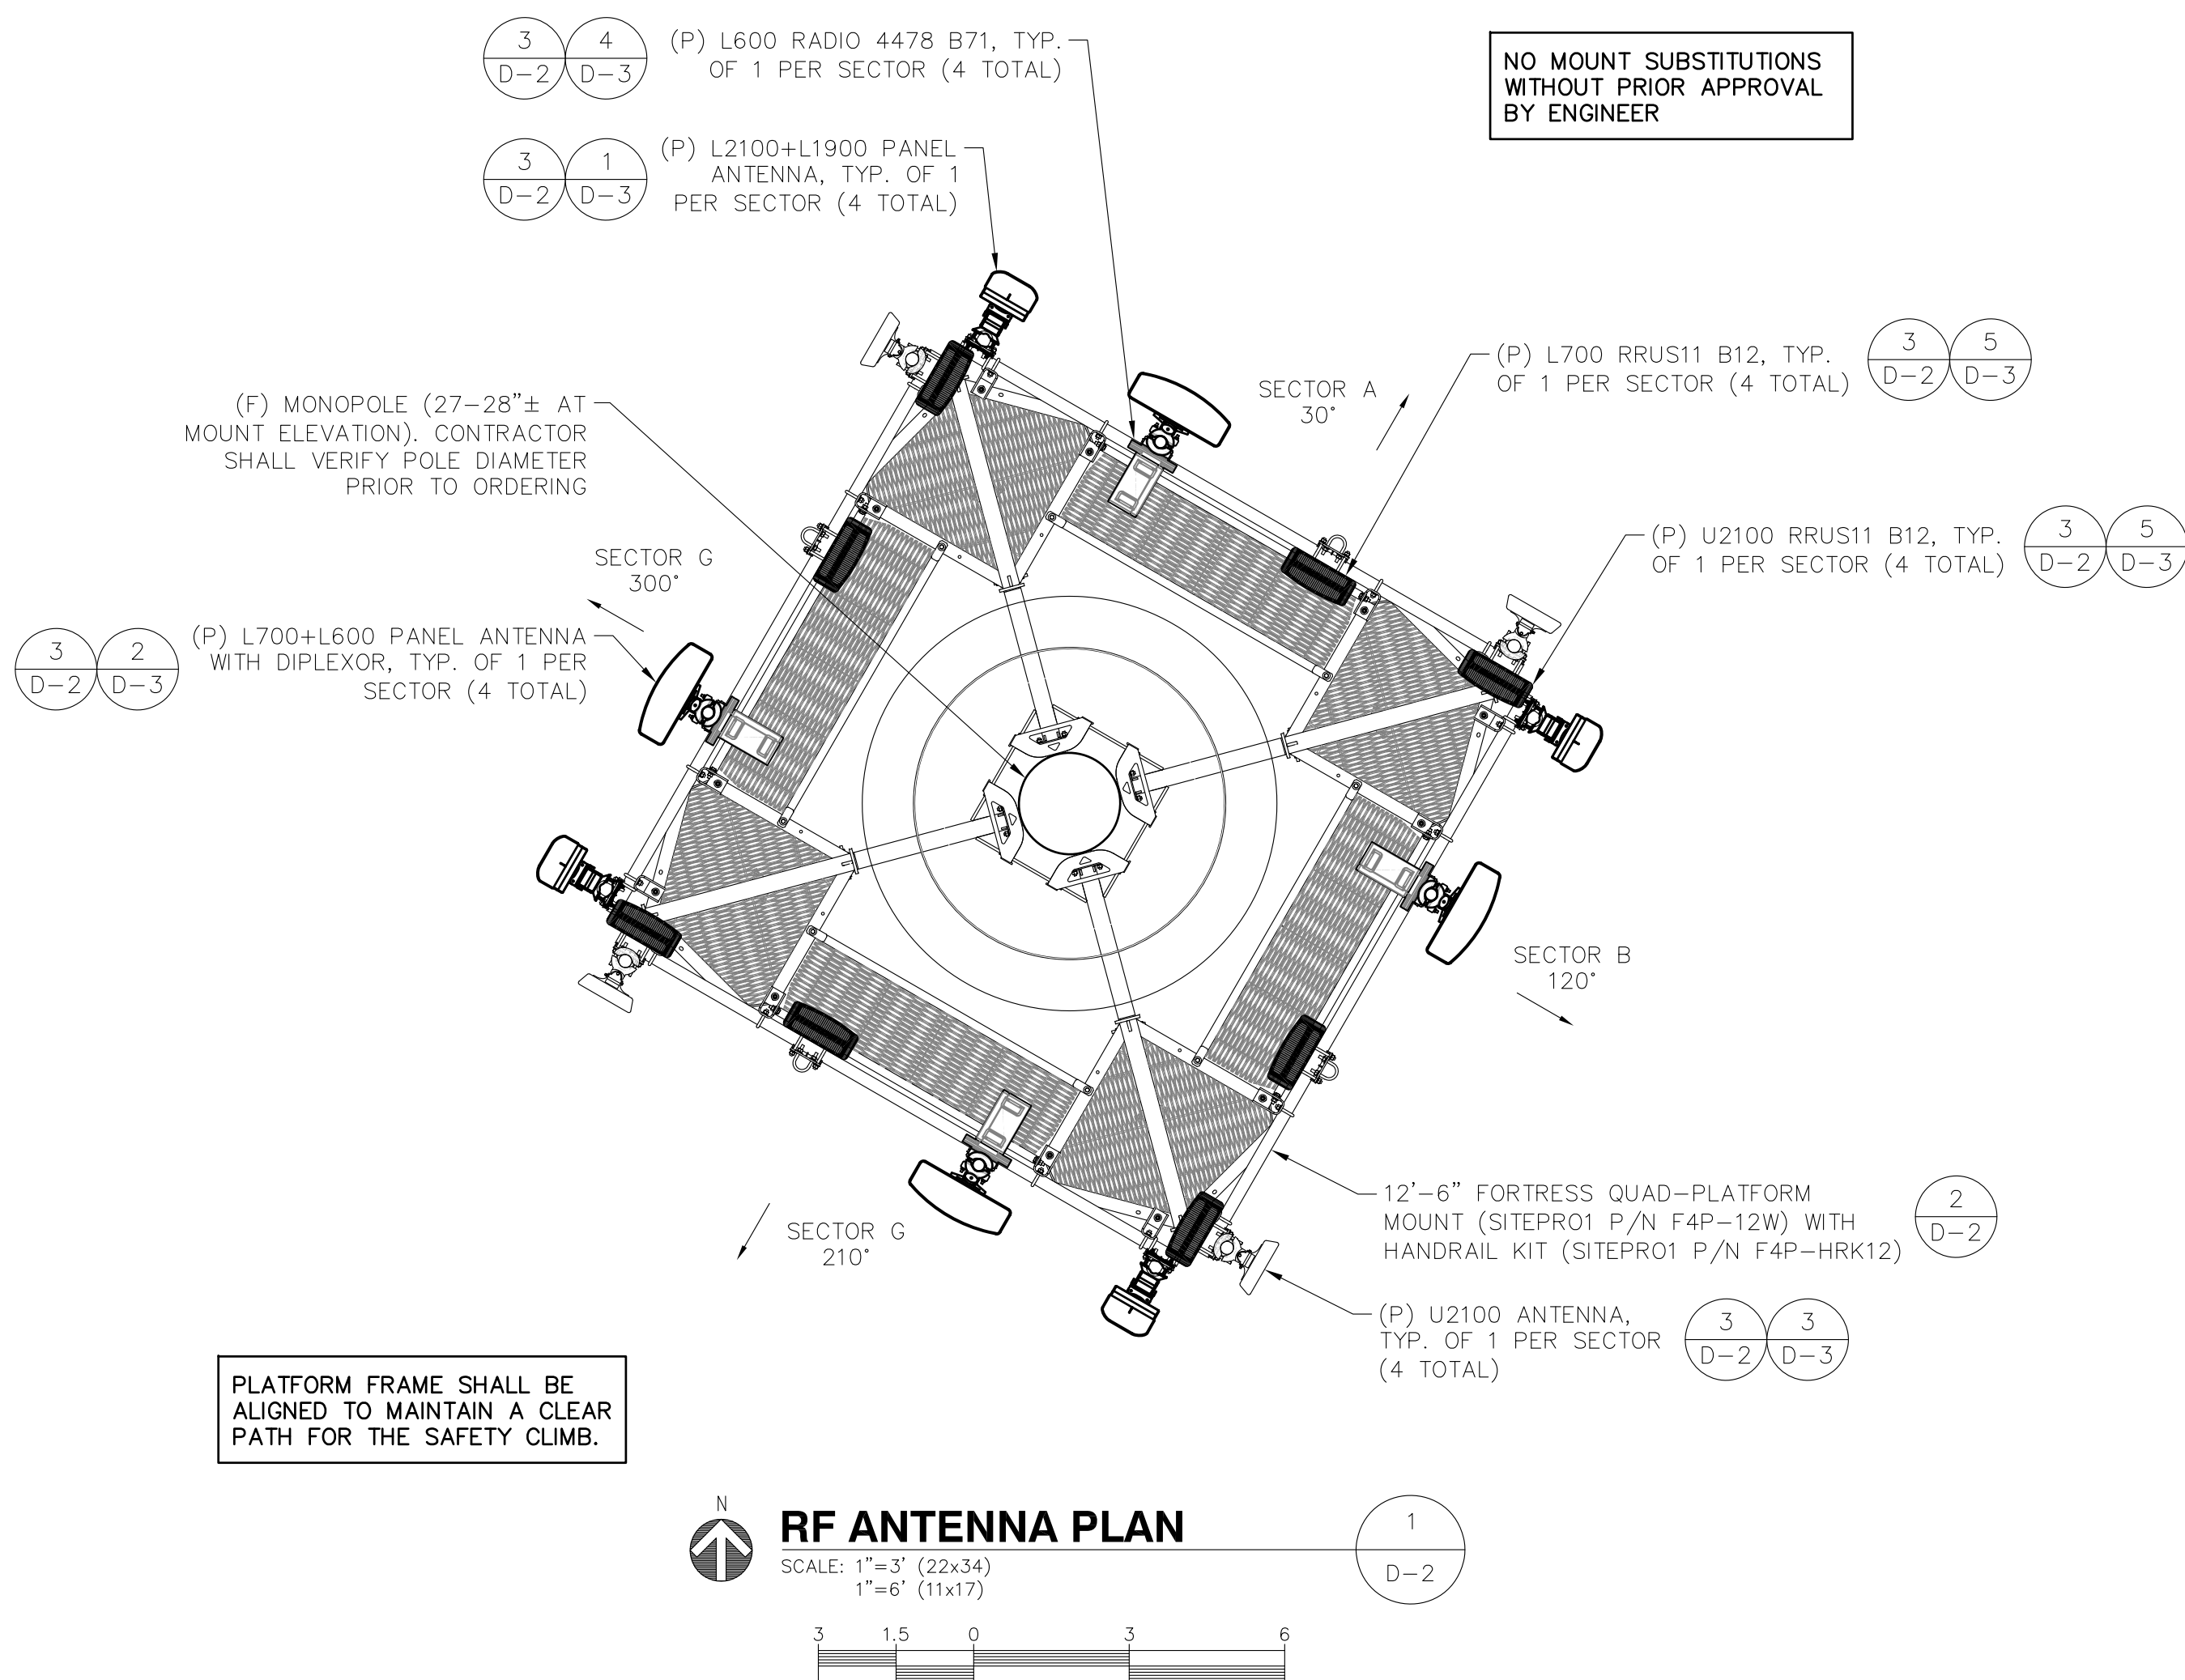 3
D-2
4
D-3
(P) L600 RADIO 4478 B71, TYP.
OF 1 PER SECTOR (4 TOTAL)
NO MOUNT SUBSTITUTIONS
WITHOUT PRIOR APPROVAL
BY ENGINEER
3
D-2
1
D-3
(P) L2100+L1900 PANEL
ANTENNA, TYP. OF 1
PER SECTOR (4 TOTAL)
(P) L700 RRUS11 B12, TYP.
OF 1 PER SECTOR (4 TOTAL)
3
D-2
5
D-3
SECTOR A
30°
(F) MONOPOLE (27-28"± AT
MOUNT ELEVATION). CONTRACTOR
SHALL VERIFY POLE DIAMETER
PRIOR TO ORDERING
(P) U2100 RRUS11 B12, TYP.
OF 1 PER SECTOR (4 TOTAL)
3
D-2
5
D-3
SECTOR G
300°
3
D-2
2
D-3
(P) L700+L600 PANEL ANTENNA
WITH DIPLEXOR, TYP. OF 1 PER
SECTOR (4 TOTAL)
SECTOR B
120°
12'-6" FORTRESS QUAD-PLATFORM
MOUNT (SITEPRO1 P/N F4P-12W) WITH
HANDRAIL KIT (SITEPRO1 P/N F4P-HRK12)
2
D-2
SECTOR G
210°
(P) U2100 ANTENNA,
TYP. OF 1 PER SECTOR
(4 TOTAL)
3
D-2
3
D-3
PLATFORM FRAME SHALL BE
ALIGNED TO MAINTAIN A CLEAR
PATH FOR THE SAFETY CLIMB.
N
RF ANTENNA PLAN
1
D-2
SCALE: 1"=3' (22x34)
1"=6' (11x17)
3 1.5 0 3 6